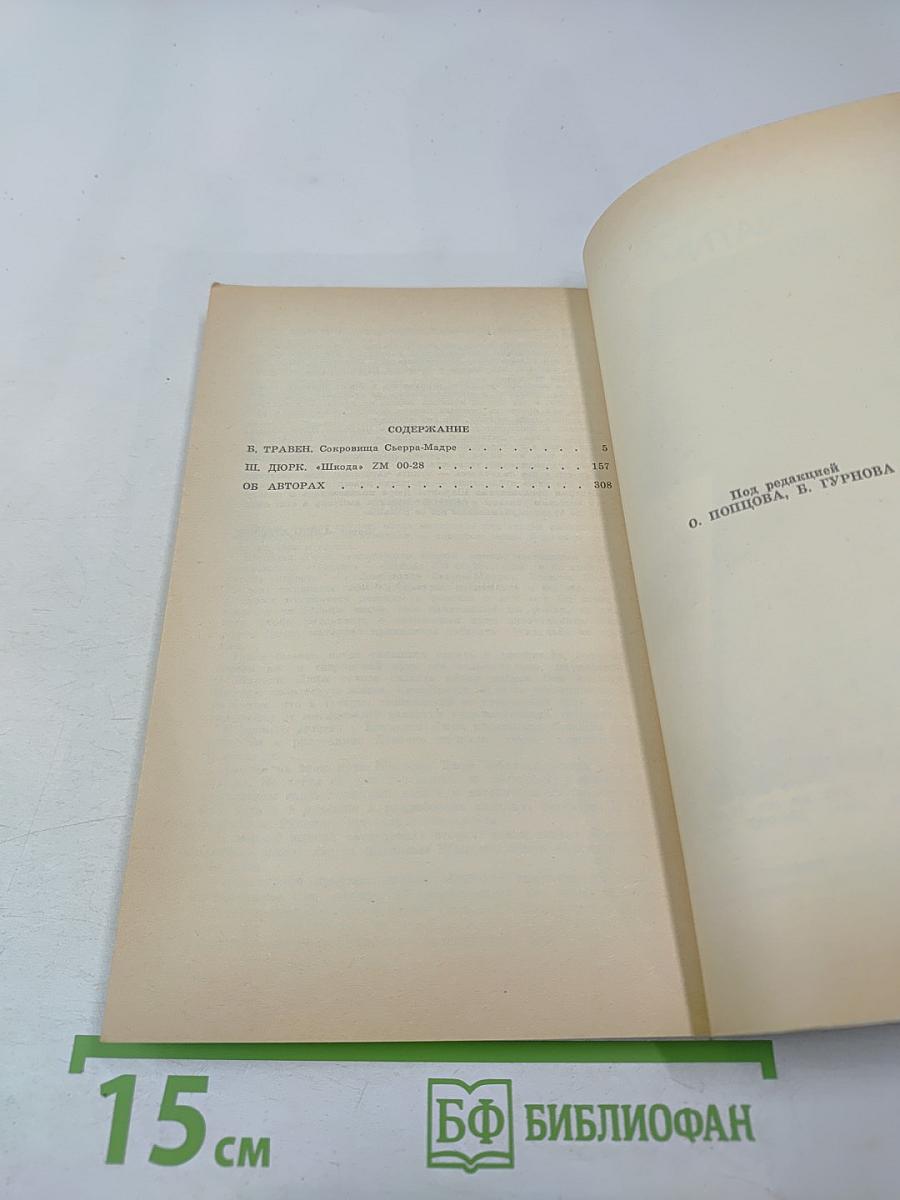 СОДЕРЖАНИЕ
Б. ТРАВЕН. Сокровища Сьерра-Мадре . . . . . . . . 5
Ш. ДЮРК. «Шкода» ZM 00-28 . . . . . . . . . . 157
ОБ АВТОРАХ . . . . . . . . . . . . . . . . 308
Под редакцией
О. ПОПЦОВА, Б. ГУРНОВА
15 см
БФ БИБЛИОФАН